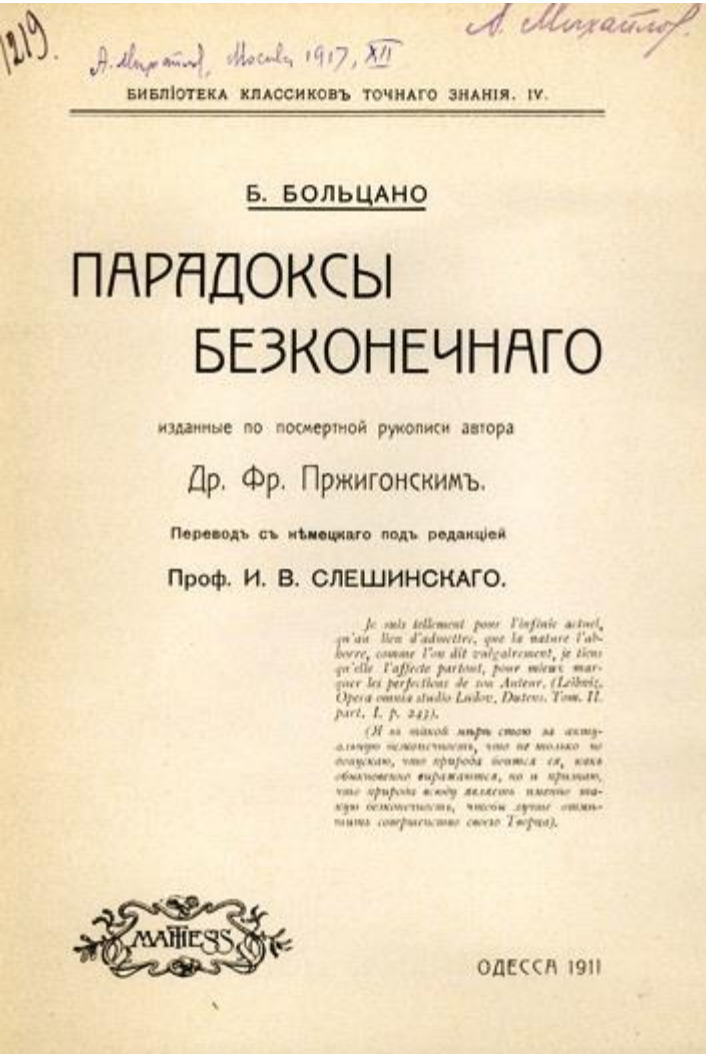 1219.
А. Михайлов.
А. Михайлов, Москва 1917, XII
БИБЛІОТЕКА КЛАССИКОВЪ ТОЧНАГО ЗНАНІЯ. IV.
Б. БОЛЬЦАНО
ПАРАДОКСЫ
БЕЗКОНЕЧНАГО
изданные по посмертной рукописи автора
Др. Фр. Пржигонскимъ.
Переводъ съ нѣмецкаго подъ редакціей
Проф. И. В. СЛЕШИНСКАГО.
Je suis tellement pour l'infinie actuel,
qu'au lieu d'admettre, que la nature l'ab-
horre, comme l'on dit vulgairement, je tiens
qu'elle l'affecte partout, pour mieux mar-
quer les perfections de son Auteur. (Leibniz.
Opera omnia studio Ludov. Dutens. Tom. II.
part. I. p. 243).
(Я въ такой мѣрѣ стою за акту-
альную безконечность, что не только не
допускаю, что природа боится ея, какъ
обыкновенно выражаются, но и признаю,
что природа всюду являетъ именно та-
кую безконечность, чтобы лучше отмѣ-
тить совершенство своего Творца).
MATHESIS
ОДЕССА 1911